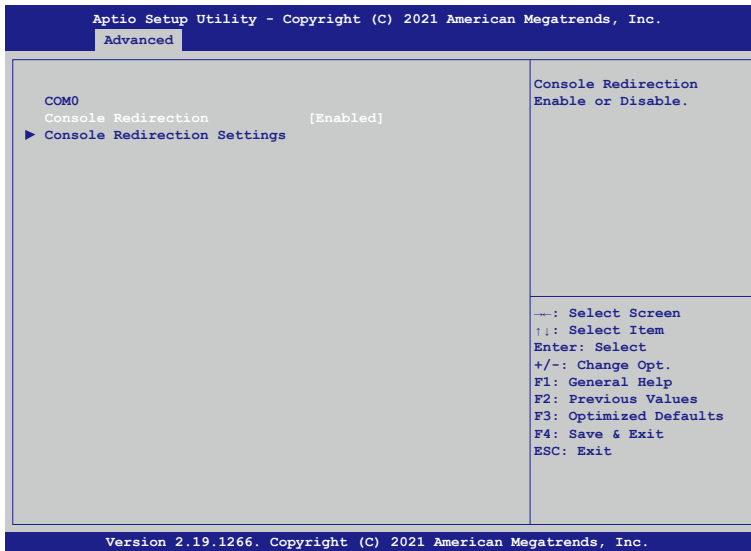 Aptio Setup Utility - Copyright (C) 2021 American Megatrends, Inc.
Advanced
COM0
Console Redirection [Enabled]
▶ Console Redirection Settings
Console Redirection
Enable or Disable.
→←: Select Screen
↑↓: Select Item
Enter: Select
+/-: Change Opt.
F1: General Help
F2: Previous Values
F3: Optimized Defaults
F4: Save & Exit
ESC: Exit
Version 2.19.1266. Copyright (C) 2021 American Megatrends, Inc.